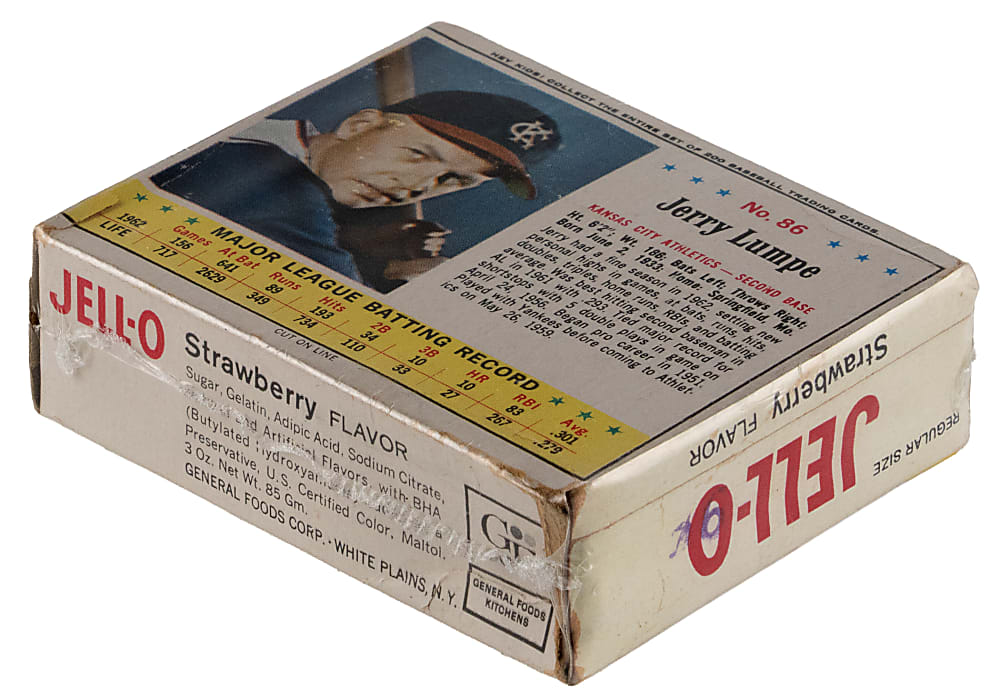 HEY KIDS! COLLECT THE ENTIRE SET OF 200 BASEBALL TRADING CARDS.
KC
No. 86
Jerry Lumpe
KANSAS CITY ATHLETICS — SECOND BASE
Ht. 6'2"; Wt. 186; Bats Left, Throws Right;
Born June 2, 1933; Home: Springfield, Mo.
Jerry had a fine season in 1962 setting new
personal highs in games, at bats, runs, hits,
doubles, triples, home runs, RBIs, and batting
average. Was best hitting second baseman in
AL in 1962 with .293. Tied major record for
shortstops with 5 double plays in game on
April 24, 1956. Began pro career in 1951.
Played with Yankees before coming to Athlet-
ics on May 26, 1959.
MAJOR LEAGUE BATTING RECORD
Games At Bat Runs Hits 2B 3B HR RBI Avg.
1962 156 641 89 193 34 10 10 83 .301
LIFE 717 2629 349 734 110 33 27 267 .279
CUT ON LINE
JELL-O
Strawberry FLAVOR
Sugar, Gelatin, Adipic Acid, Sodium Citrate,
and Artificial Flavors, with BHA
(Butylated Hydroxyanisole)
Preservative, U.S. Certified Color, Maltol.
3 Oz. Net Wt. 85 Gm.
GENERAL FOODS CORP. • WHITE PLAINS, N.Y.
GF
GENERAL FOODS
KITCHENS
REGULAR SIZE
JELL-O
Strawberry FLAVOR